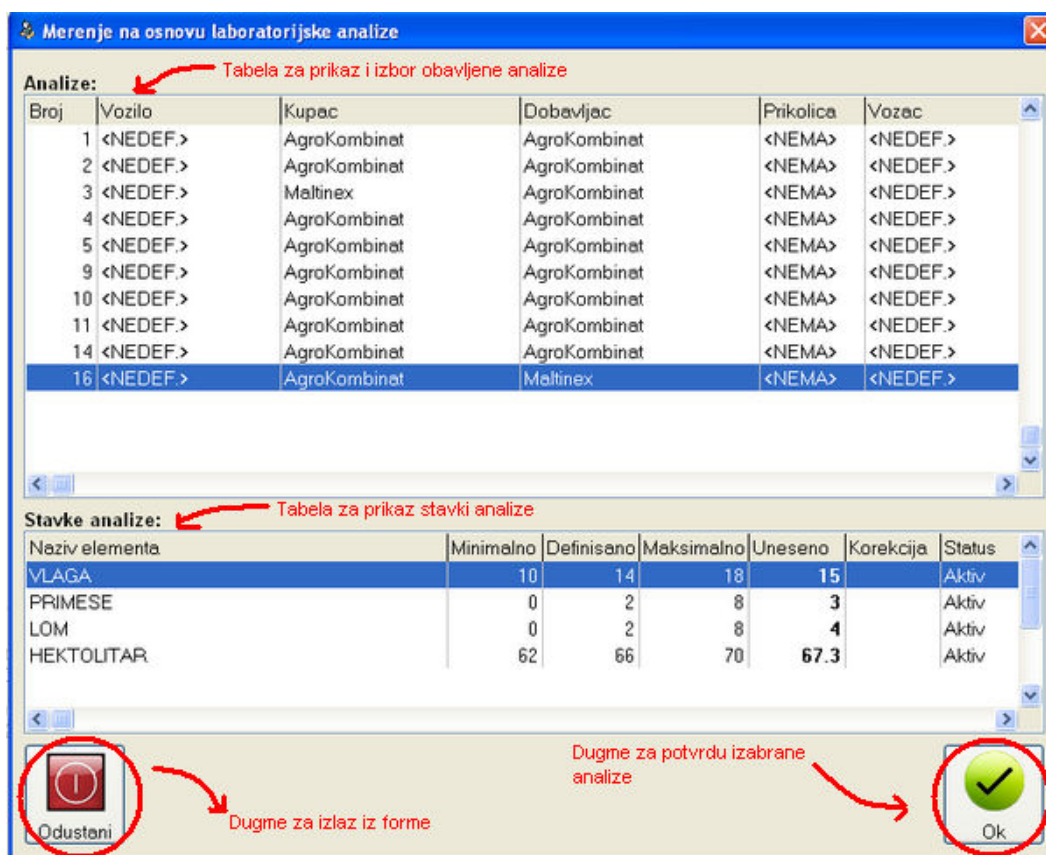 Merenje na osnovu laboratorijske analize
Tabela za prikaz i izbor obavljene analize
Analize:
Broj Vozilo Kupac Dobavljac Prikolica Vozac
1 <NEDEF.> AgroKombinat AgroKombinat <NEMA> <NEDEF.>
2 <NEDEF.> AgroKombinat AgroKombinat <NEMA> <NEDEF.>
3 <NEDEF.> Maltinex AgroKombinat <NEMA> <NEDEF.>
4 <NEDEF.> AgroKombinat AgroKombinat <NEMA> <NEDEF.>
5 <NEDEF.> AgroKombinat AgroKombinat <NEMA> <NEDEF.>
9 <NEDEF.> AgroKombinat AgroKombinat <NEMA> <NEDEF.>
10 <NEDEF.> AgroKombinat AgroKombinat <NEMA> <NEDEF.>
11 <NEDEF.> AgroKombinat AgroKombinat <NEMA> <NEDEF.>
14 <NEDEF.> AgroKombinat AgroKombinat <NEMA> <NEDEF.>
16 <NEDEF.> AgroKombinat Maltinex <NEMA> <NEDEF.>
Tabela za prikaz stavki analize
Stavke analize:
Naziv elementa Minimalno Definisano Maksimalno Uneseno Korekcija Status
VLAGA 10 14 18 15 Aktiv
PRIMESE 0 2 8 3 Aktiv
LOM 0 2 8 4 Aktiv
HEKTOLITAR 62 66 70 67.3 Aktiv
Dugme za potvrdu izabrane
analize
Dugme za izlaz iz forme
Odustani
Ok